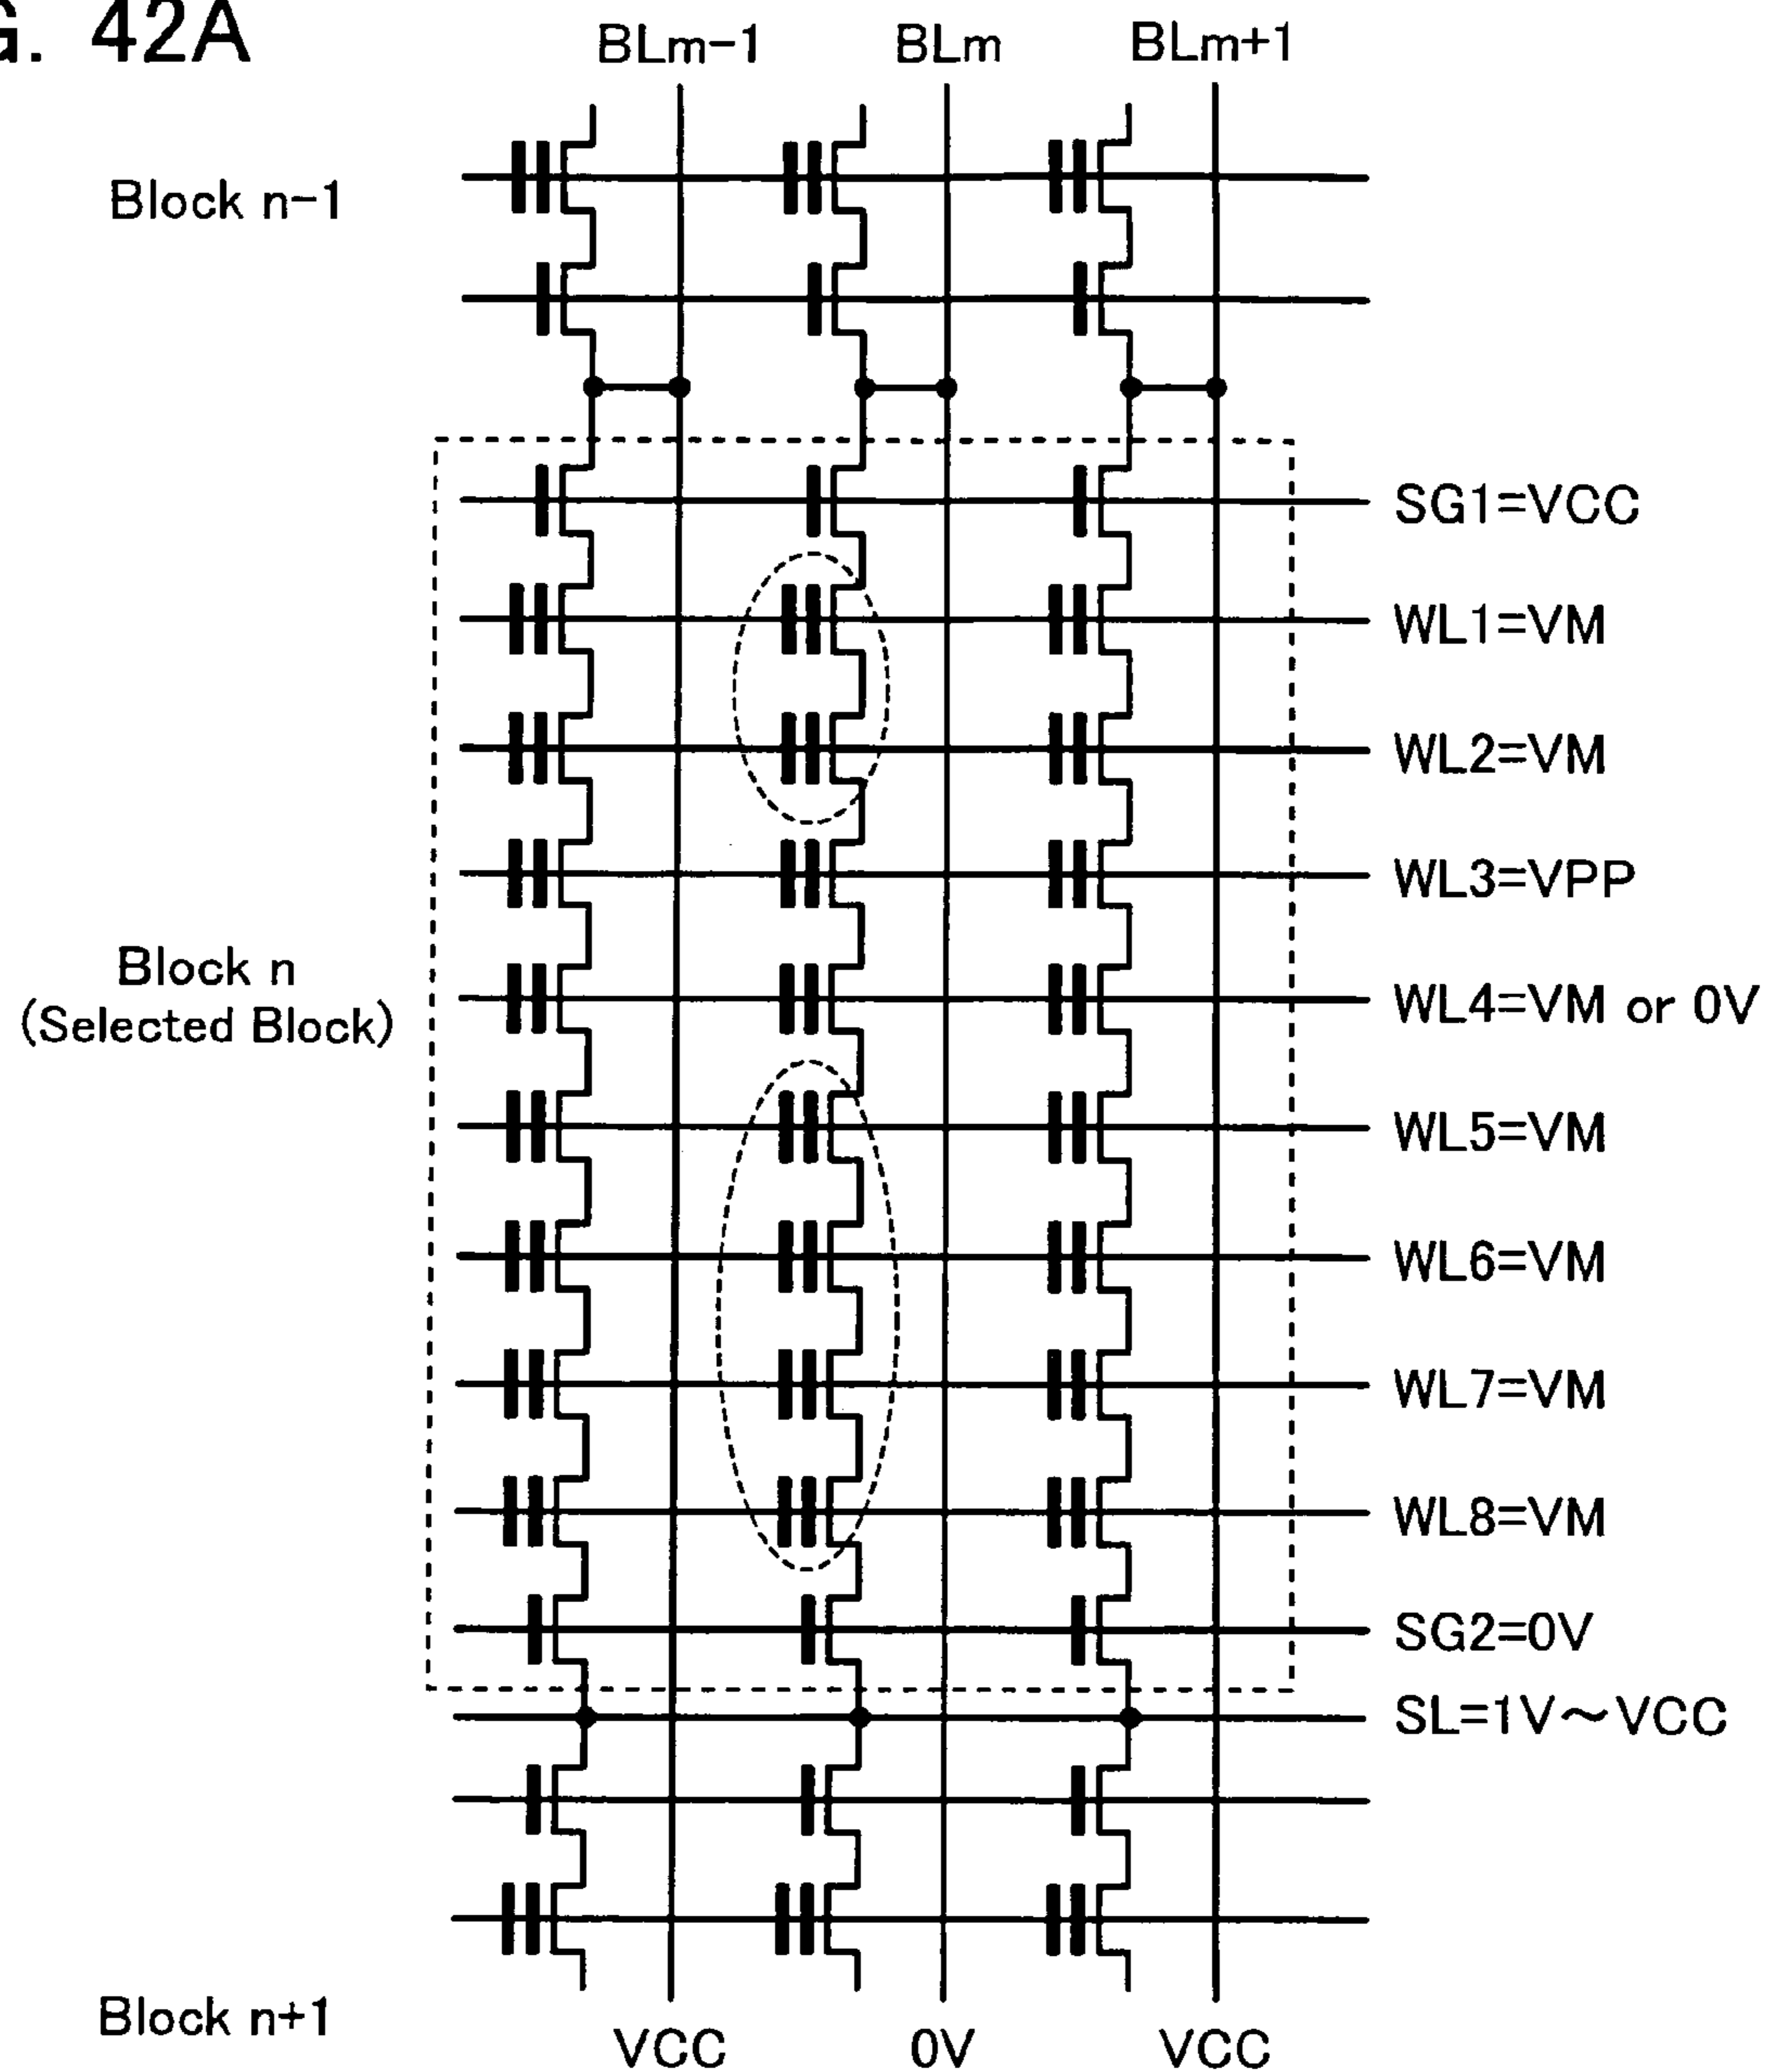 G. 42A
BLm-1 BLm BLm+1
Block n-1
SG1=VCC
WL1=VM
WL2=VM
WL3=VPP
Block n
(Selected Block)
WL4=VM or 0V
WL5=VM
WL6=VM
WL7=VM
WL8=VM
SG2=0V
SL=1V~VCC
Block n+1
VCC 0V VCC